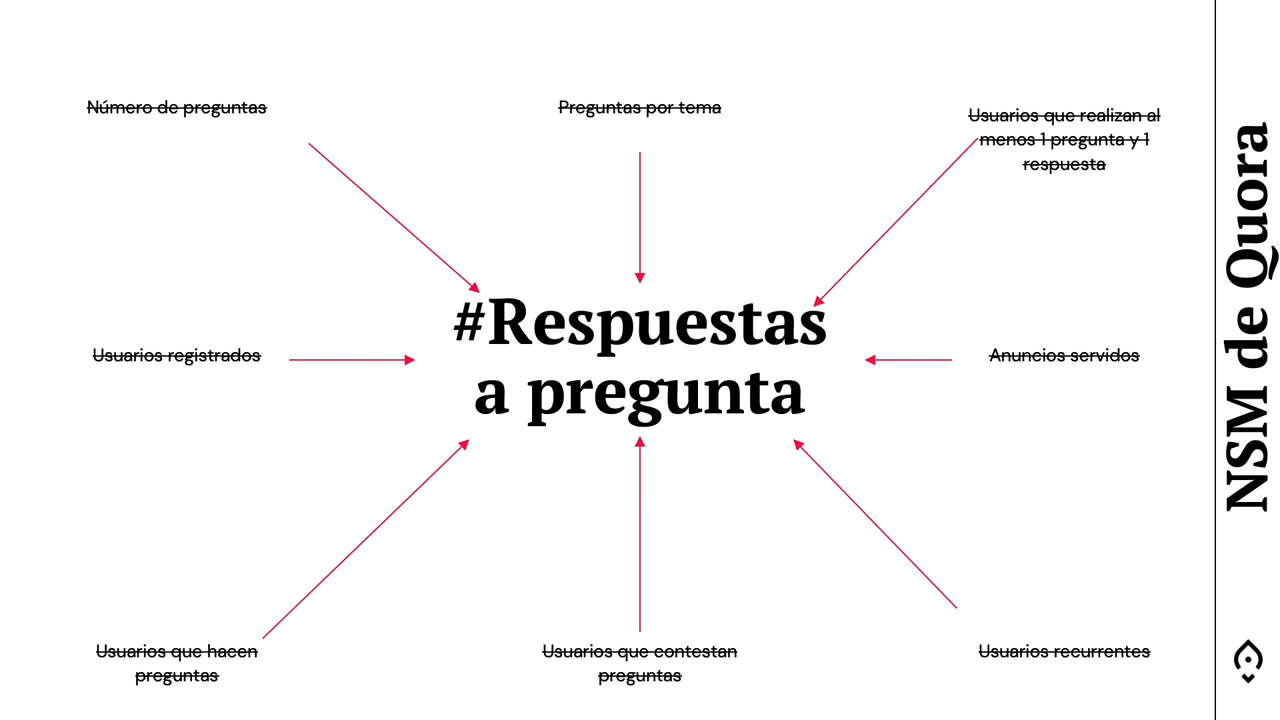 Número de preguntas
Preguntas por tema
Usuarios que realizan al
menos 1 pregunta y 1
respuesta
#Respuestas
a pregunta
Usuarios registrados
Anuncios servidos
Usuarios que hacen
preguntas
Usuarios que contestan
preguntas
Usuarios recurrentes
NSM de Quora